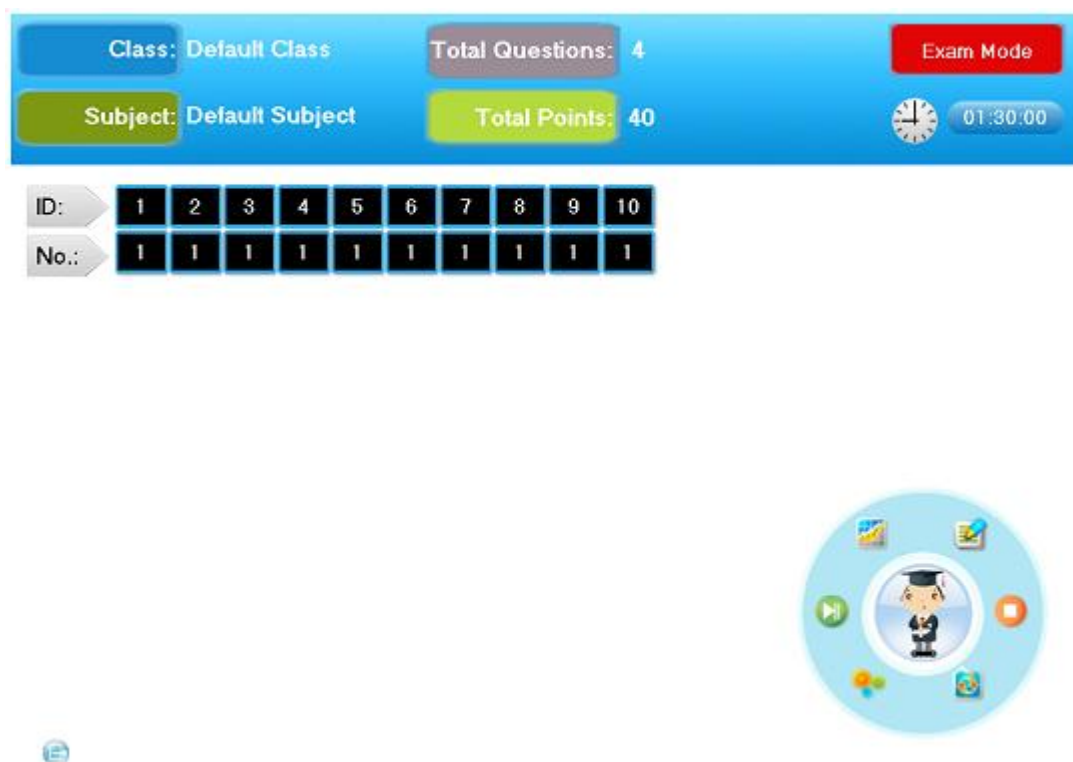 Class: Default Class Total Questions: 4 Exam Mode
Subject: Default Subject Total Points: 40 01:30:00
ID: 1 2 3 4 5 6 7 8 9 10
No.: 1 1 1 1 1 1 1 1 1 1